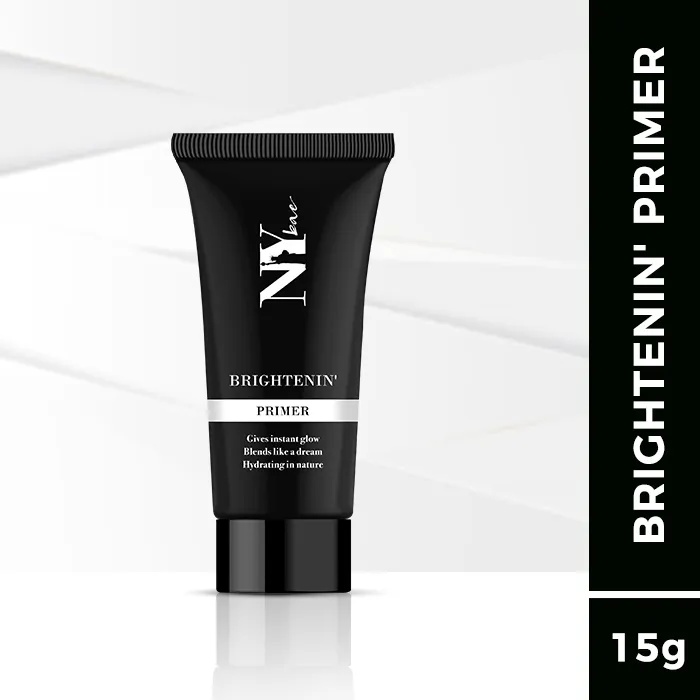 NY bae
BRIGHTENIN'
PRIMER
Gives instant glow
Blends like a dream
Hydrating in nature
BRIGHTENIN' PRIMER
15g